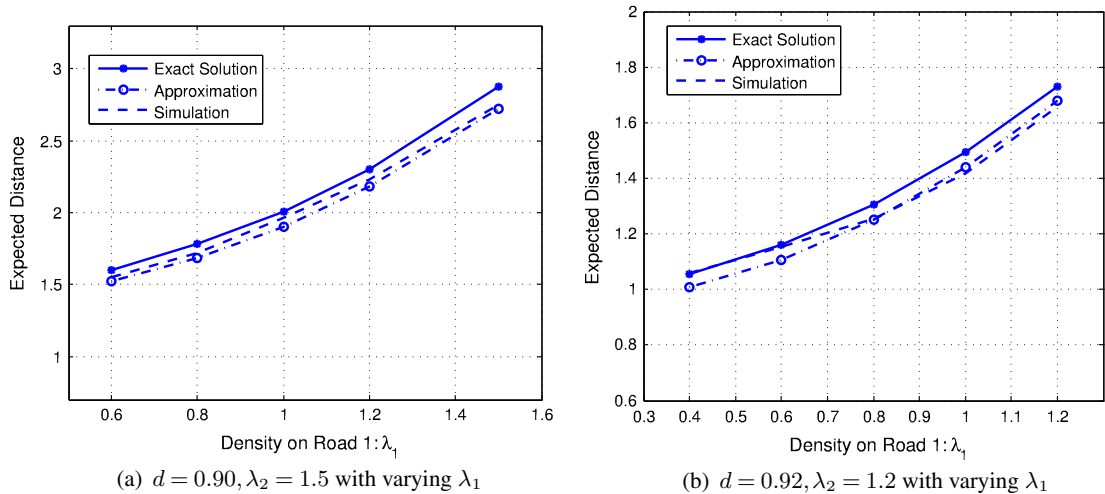 3
2.5
2
1.5
1
Expected Distance
Exact Solution
Approximation
Simulation
0.6 0.8 1 1.2 1.4 1.6
Density on Road 1: λ₁
(a) d = 0.90, λ₂ = 1.5 with varying λ₁
2
1.8
1.6
1.4
1.2
1
0.8
0.6
Expected Distance
Exact Solution
Approximation
Simulation
0.3 0.4 0.5 0.6 0.7 0.8 0.9 1 1.1 1.2
Density on Road 1: λ₁
(b) d = 0.92, λ₂ = 1.2 with varying λ₁